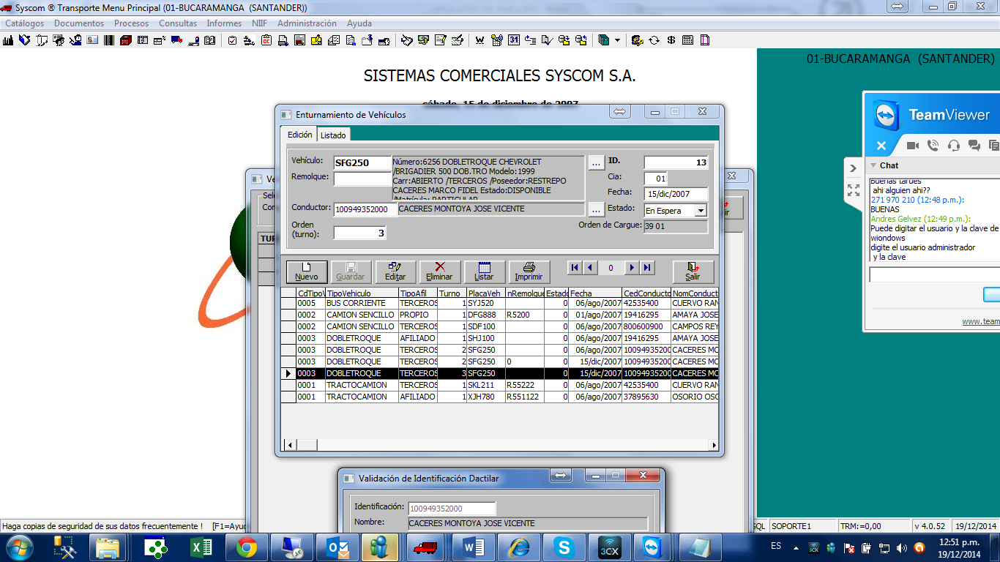 Syscom ® Transporte Menu Principal (01-BUCARAMANGA (SANTANDER))
Catálogos Documentos Procesos Consultas Informes NIIF Administración Ayuda
01-BUCARAMANGA (SANTANDER)
SISTEMAS COMERCIALES SYSCOM S.A.
sábado, 15 de diciembre de 2007
Enturnamiento de Vehículos
Edición Listado
Vehículo: SFG250
Número:6256 DOBLETROQUE CHEVROLET
/BRIGADIER 500 DOB.TRO Modelo:1999
Carr:ABIERTO /TERCEROS /Poseedor:RESTREPO
CACERES MARCO FIDEL Estado:DISPONIBLE
/Matrícula: PARTICULAR
... ID. 13
Remolque:
Cia: 01
Fecha: 15/dic/2007
Conductor: 100949352000 CACERES MONTOYA JOSE VICENTE ... Estado: En Espera
Orden
(turno): 3
Orden de Cargue: 39 01
Nuevo Guardar Editar Eliminar Listar Imprimir 0 Salir
CdTipoV TipoVehiculo TipoAfil Turno PlacaVeh nRemolque Estado Fecha CedConducto NomConduct
0005 BUS CORRIENTE TERCEROS 1 SYJ520 0 06/ago/2007 42535400 CUERVO RAN
0002 CAMION SENCILLO PROPIO 1 DFG888 R5200 0 01/ago/2007 19416295 AMAYA JOSE
0002 CAMION SENCILLO TERCEROS 1 SDF100 0 06/ago/2007 800600900 CAMPOS REY
0003 DOBLETROQUE AFILIADO 1 SHJ100 0 06/ago/2007 19416295 AMAYA JOSE
0003 DOBLETROQUE TERCEROS 2 SFG250 0 06/ago/2007 10094935200 CACERES MO
0003 DOBLETROQUE TERCEROS 2 SFG250 0 0 15/dic/2007 10094935200 CACERES MO
0003 DOBLETROQUE TERCEROS 3 SFG250 0 15/dic/2007 10094935200 CACERES MO
0001 TRACTOCAMION TERCEROS 1 SKL211 R55222 0 06/ago/2007 42535400 CUERVO RAN
0001 TRACTOCAMION AFILIADO 1 XJH780 R551122 0 06/ago/2007 37895630 OSORIO OSO
Validación de Identificación Dactilar
Identificación: 100949352000
Nombre: CACERES MONTOYA JOSE VICENTE
TeamViewer
Chat
Buenas tardes
ahi alguien ahi??
271 970 210 (12:48 p.m.):
BUENAS
Andres Gelvez (12:49 p.m.):
Puede digitar el usuario y la clave de
wiondows
digite el usuario administrador
y la clave
www.team
Haga copias de seguridad de sus datos frecuentemente ! [F1=Ayu
SQL SOPORTE1 TRM:=0,00 v 4.0.52 19/12/2014
3CX
ES
12:51 p.m.
19/12/2014